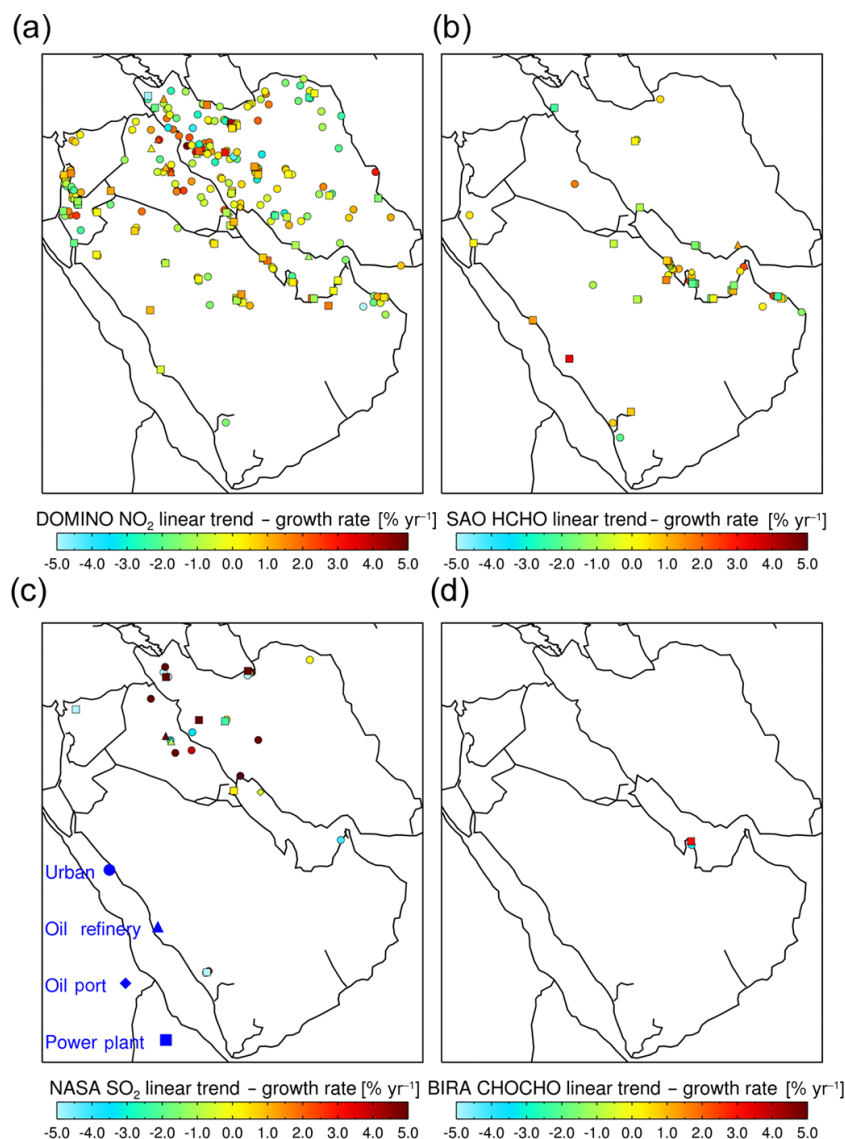 (a)
(b)
DOMINO NO₂ linear trend – growth rate [% yr⁻¹]
SAO HCHO linear trend – growth rate [% yr⁻¹]
-5.0 -4.0 -3.0 -2.0 -1.0 0.0 1.0 2.0 3.0 4.0 5.0
-5.0 -4.0 -3.0 -2.0 -1.0 0.0 1.0 2.0 3.0 4.0 5.0
(c)
(d)
Urban
Oil refinery
Oil port
Power plant
NASA SO₂ linear trend – growth rate [% yr⁻¹]
BIRA CHOCHO linear trend – growth rate [% yr⁻¹]
-5.0 -4.0 -3.0 -2.0 -1.0 0.0 1.0 2.0 3.0 4.0 5.0
-5.0 -4.0 -3.0 -2.0 -1.0 0.0 1.0 2.0 3.0 4.0 5.0